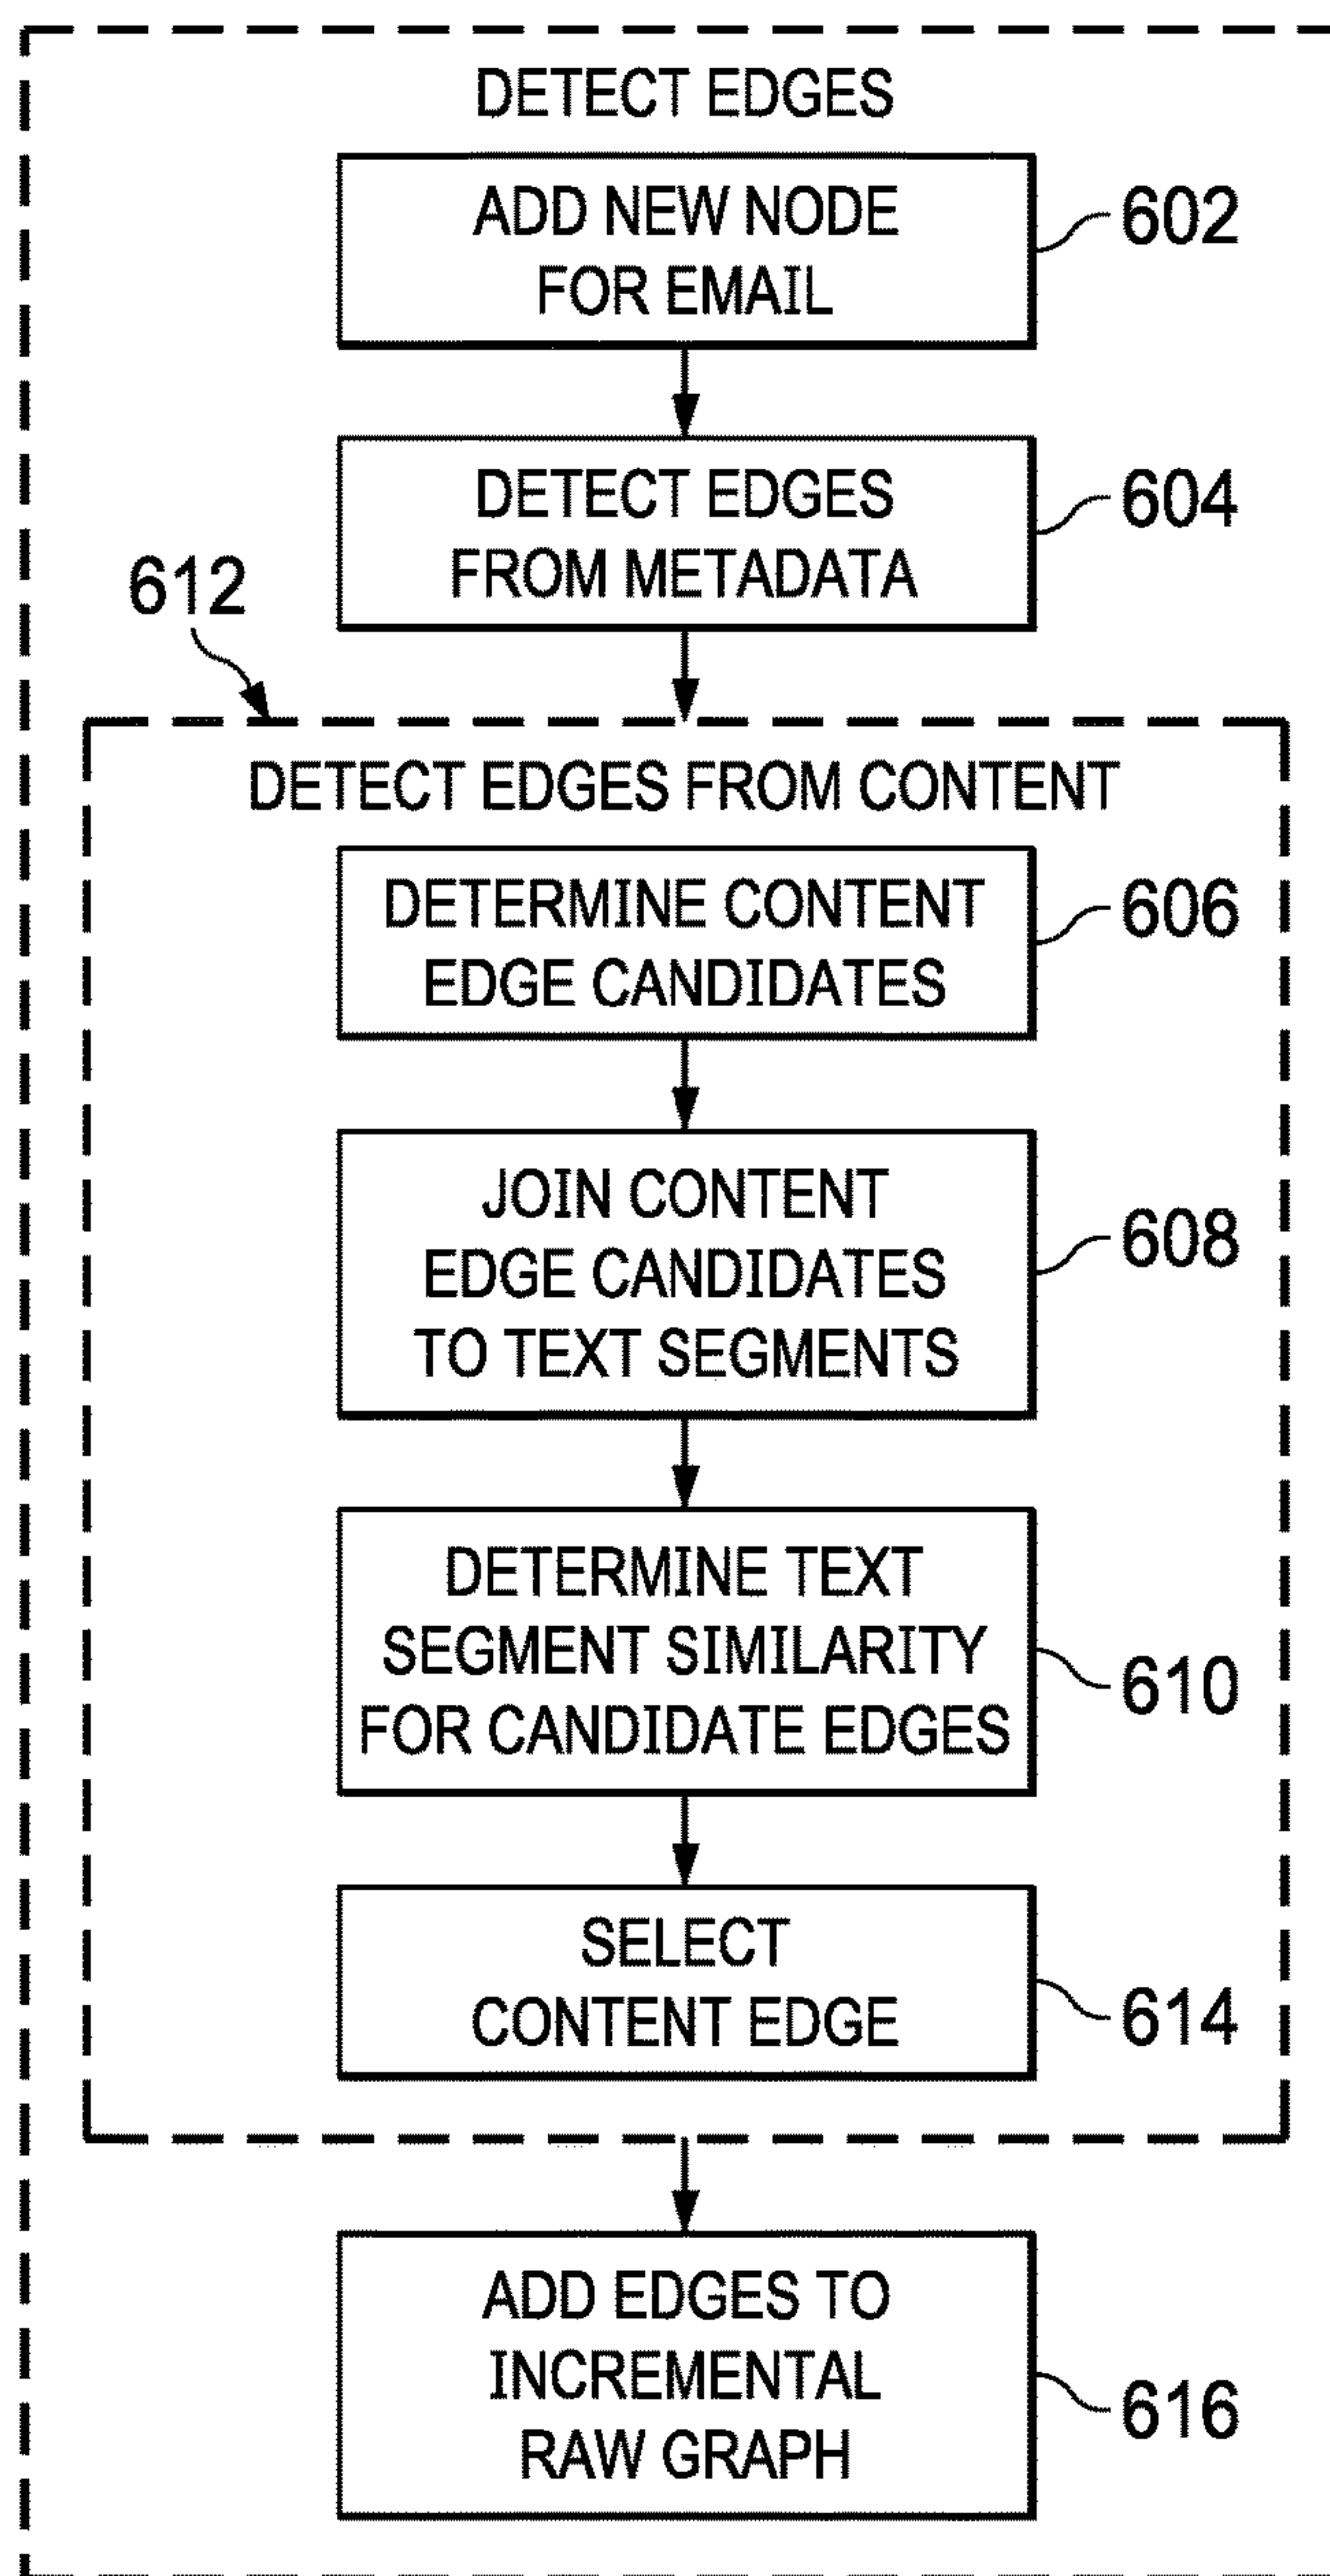 DETECT EDGES
ADD NEW NODE
FOR EMAIL
602
DETECT EDGES
FROM METADATA
604
612
DETECT EDGES FROM CONTENT
DETERMINE CONTENT
EDGE CANDIDATES
606
JOIN CONTENT
EDGE CANDIDATES
TO TEXT SEGMENTS
608
DETERMINE TEXT
SEGMENT SIMILARITY
FOR CANDIDATE EDGES
610
SELECT
CONTENT EDGE
614
ADD EDGES TO
INCREMENTAL
RAW GRAPH
616